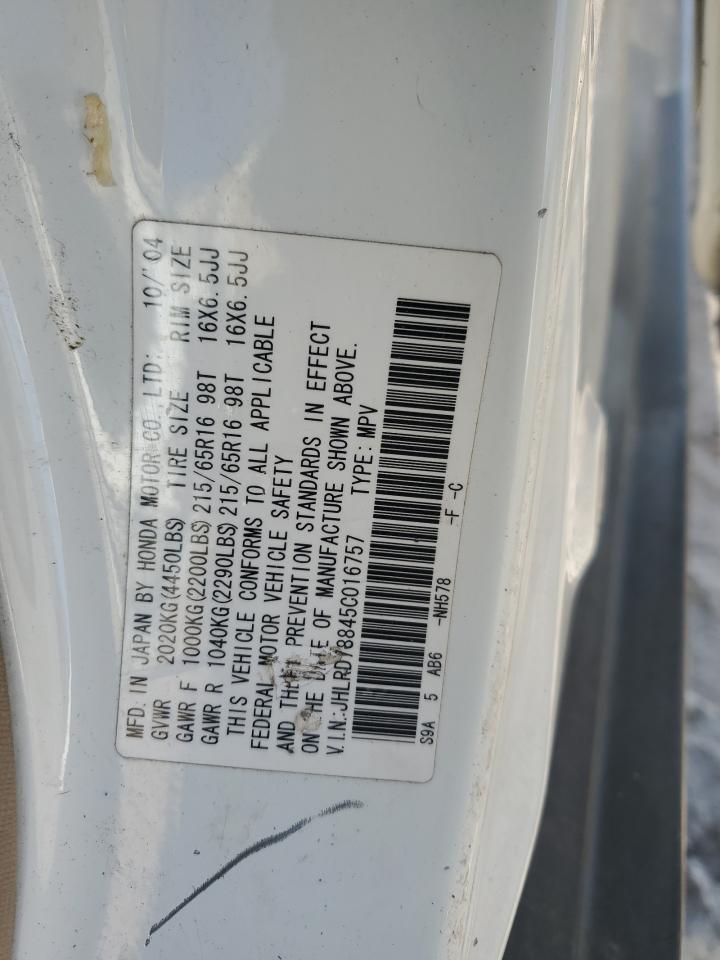 MFD. IN JAPAN BY HONDA MOTOR CO., LTD: 10/'04
GVWR 2020KG(4450LBS) TIRE SIZE RIM SIZE
GAWR F 1000KG(2200LBS) 215/65R16 98T 16X6.5JJ
GAWR R 1040KG(2290LBS) 215/65R16 98T 16X6.5JJ
THIS VEHICLE CONFORMS TO ALL APPLICABLE
FEDERAL MOTOR VEHICLE SAFETY
AND THEFT PREVENTION STANDARDS IN EFFECT
ON THE DATE OF MANUFACTURE SHOWN ABOVE.
V.I.N.:JHLRD78845C016757 TYPE: MPV
S9A 5 AB6 -NH578 -F -C